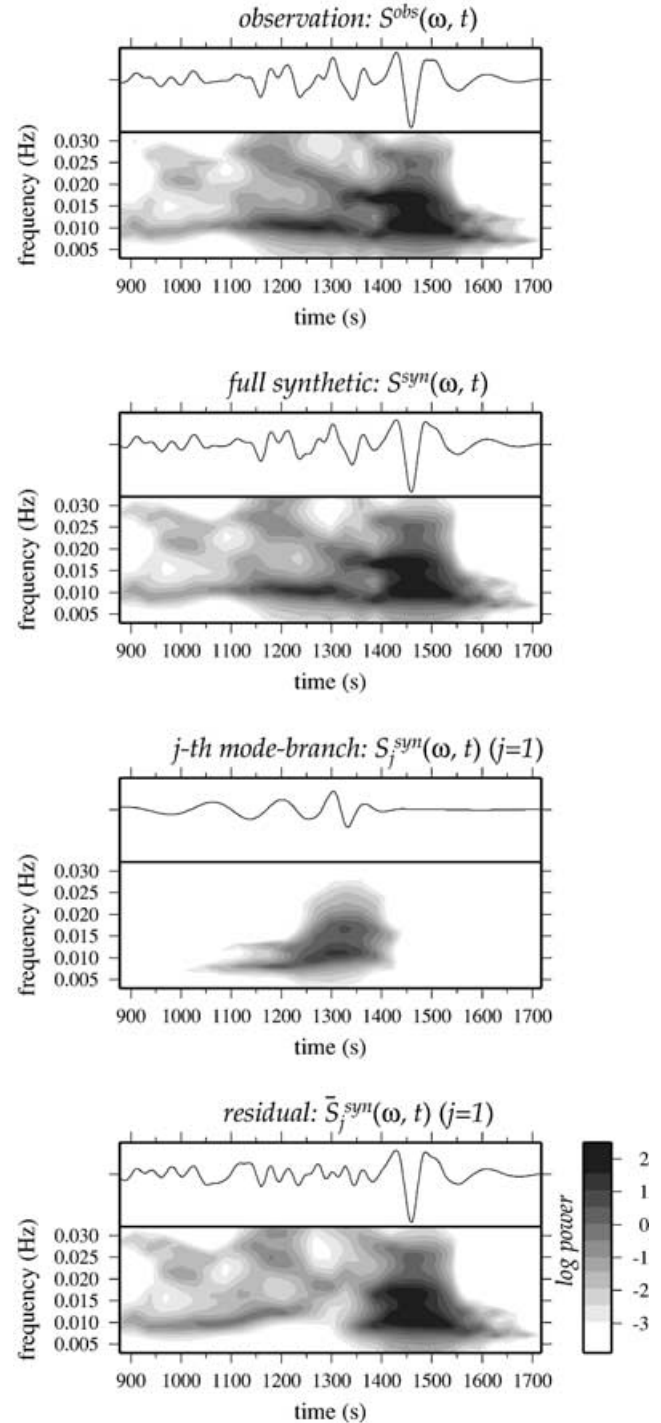 observation: S^obs(ω, t)
frequency (Hz)
0.030
0.025
0.020
0.015
0.010
0.005
900 1000 1100 1200 1300 1400 1500 1600 1700
time (s)
full synthetic: S^syn(ω, t)
frequency (Hz)
0.030
0.025
0.020
0.015
0.010
0.005
900 1000 1100 1200 1300 1400 1500 1600 1700
time (s)
j-th mode-branch: S_j^syn(ω, t) (j=1)
frequency (Hz)
0.030
0.025
0.020
0.015
0.010
0.005
900 1000 1100 1200 1300 1400 1500 1600 1700
time (s)
residual: S̄_j^syn(ω, t) (j=1)
frequency (Hz)
0.030
0.025
0.020
0.015
0.010
0.005
900 1000 1100 1200 1300 1400 1500 1600 1700
time (s)
log power
2
1
0
-1
-2
-3